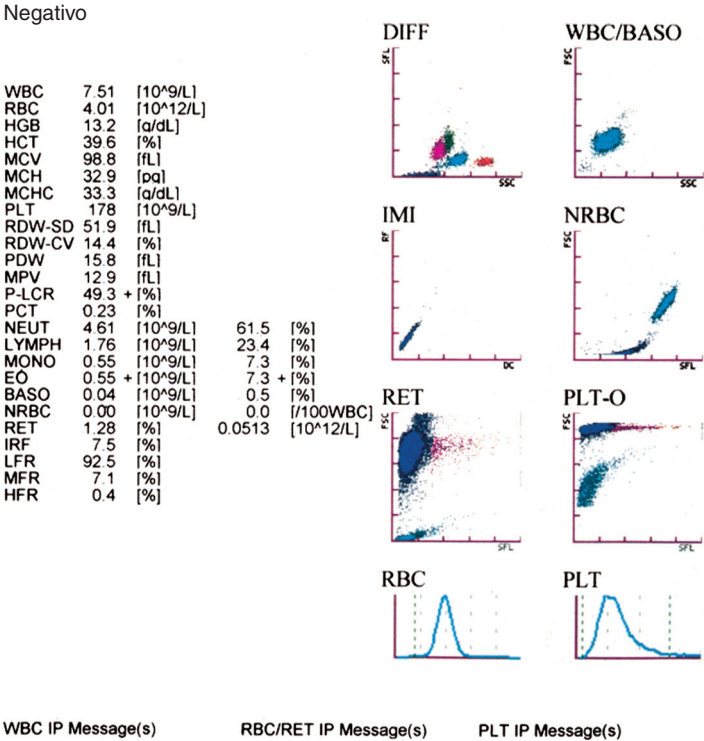 Negativo
DIFF WBC/BASO
SFL FSC
WBC 7.51 [10^9/L]
RBC 4.01 [10^12/L]
HGB 13.2 [g/dL]
HCT 39.6 [%]
MCV 98.8 [fL]
MCH 32.9 [pg]
MCHC 33.3 [g/dL]
PLT 178 [10^9/L]
RDW-SD 51.9 [fL]
RDW-CV 14.4 [%]
PDW 15.8 [fL]
MPV 12.9 [fL]
P-LCR 49.3 + [%]
PCT 0.23 [%]
NEUT 4.61 [10^9/L] 61.5 [%]
LYMPH 1.76 [10^9/L] 23.4 [%]
MONO 0.55 [10^9/L] 7.3 [%]
EO 0.55 + [10^9/L] 7.3 + [%]
BASO 0.04 [10^9/L] 0.5 [%]
NRBC 0.00 [10^9/L] 0.0 [/100WBC]
RET 1.28 [%] 0.0513 [10^12/L]
IRF 7.5 [%]
LFR 92.5 [%]
MFR 7.1 [%]
HFR 0.4 [%]
SSC SSC
IMI NRBC
RF FSC
DC SFL
RET PLT-O
FSC FSC
SFL SFL
RBC PLT
WBC IP Message(s) RBC/RET IP Message(s) PLT IP Message(s)